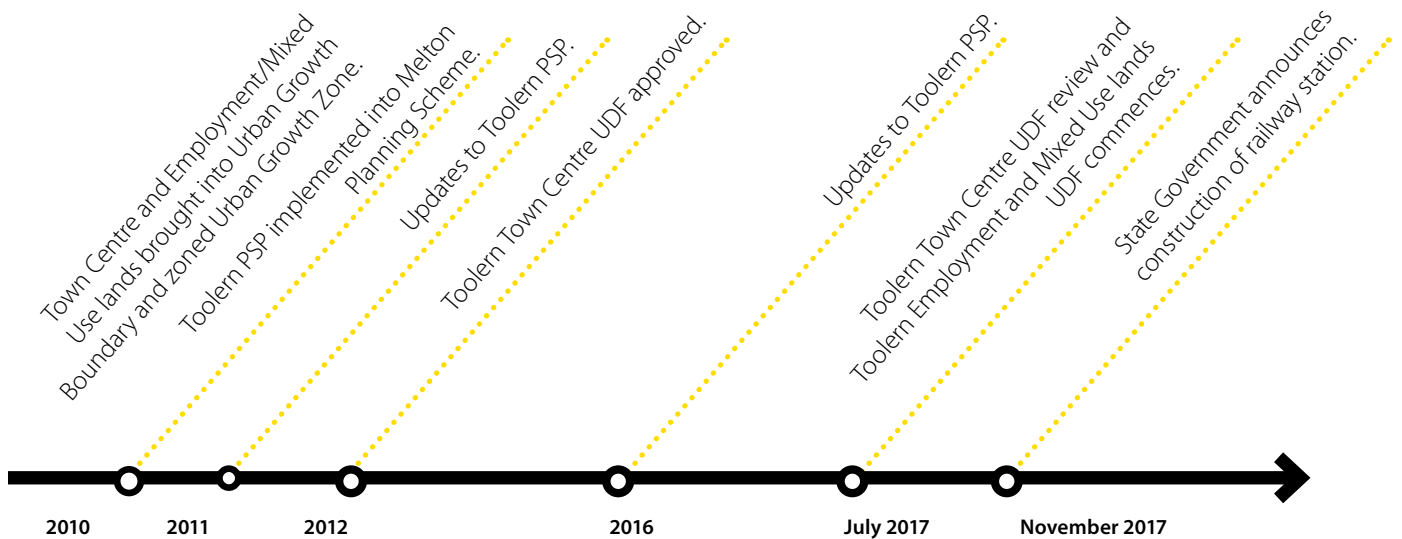 Town Centre and Employment/Mixed
Use lands brought into Urban Growth
Boundary and zoned Urban Growth Zone.
Toolern PSP implemented into Melton
Planning Scheme.
Updates to Toolern PSP.
Toolern Town Centre UDF approved.
Updates to Toolern PSP.
Toolern Town Centre UDF review and
Toolern Employment and Mixed Use lands
UDF commences.
State Government announces
construction of railway station.
2010
2011
2012
2016
July 2017
November 2017